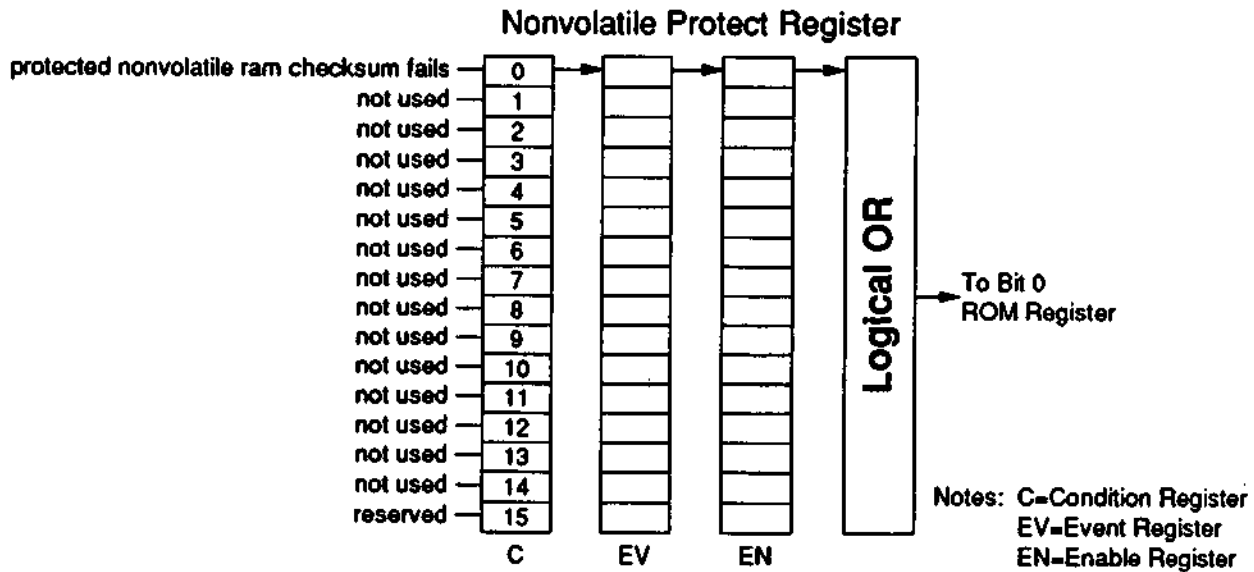 Nonvolatile Protect Register
protected nonvolatile ram checksum fails 0
not used 1
not used 2
not used 3
not used 4
not used 5
not used 6
not used 7
not used 8
not used 9
not used 10
not used 11
not used 12
not used 13
not used 14
reserved 15
C EV EN
Logical OR
To Bit 0
ROM Register
Notes: C=Condition Register
EV=Event Register
EN=Enable Register